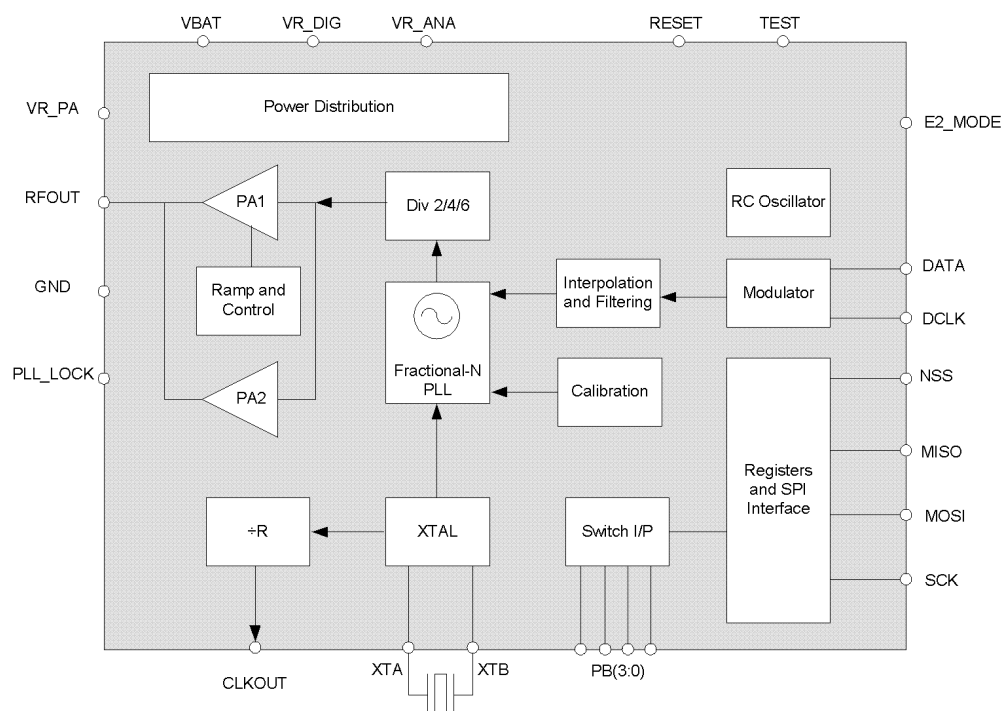 VBAT
VR_DIG
VR_ANA
RESET
TEST
VR_PA
Power Distribution
E2_MODE
RFOUT
PA1
Div 2/4/6
RC Oscillator
GND
Ramp and
Control
Interpolation
and Filtering
Modulator
DATA
DCLK
PLL_LOCK
PA2
Fractional-N
PLL
Calibration
NSS
MISO
Registers
and SPI
Interface
MOSI
÷R
XTAL
Switch I/P
SCK
CLKOUT
XTA
XTB
PB(3:0)